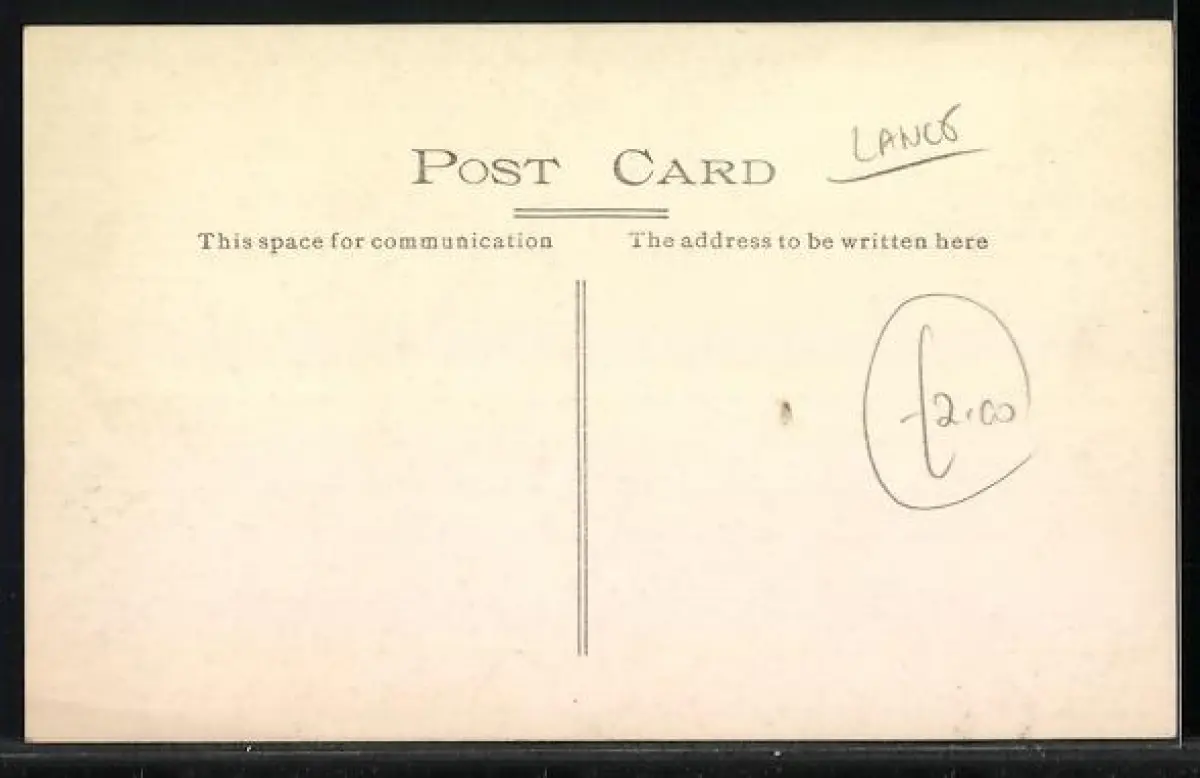 POST CARD
LANCS
This space for communication
The address to be written here
£2.00